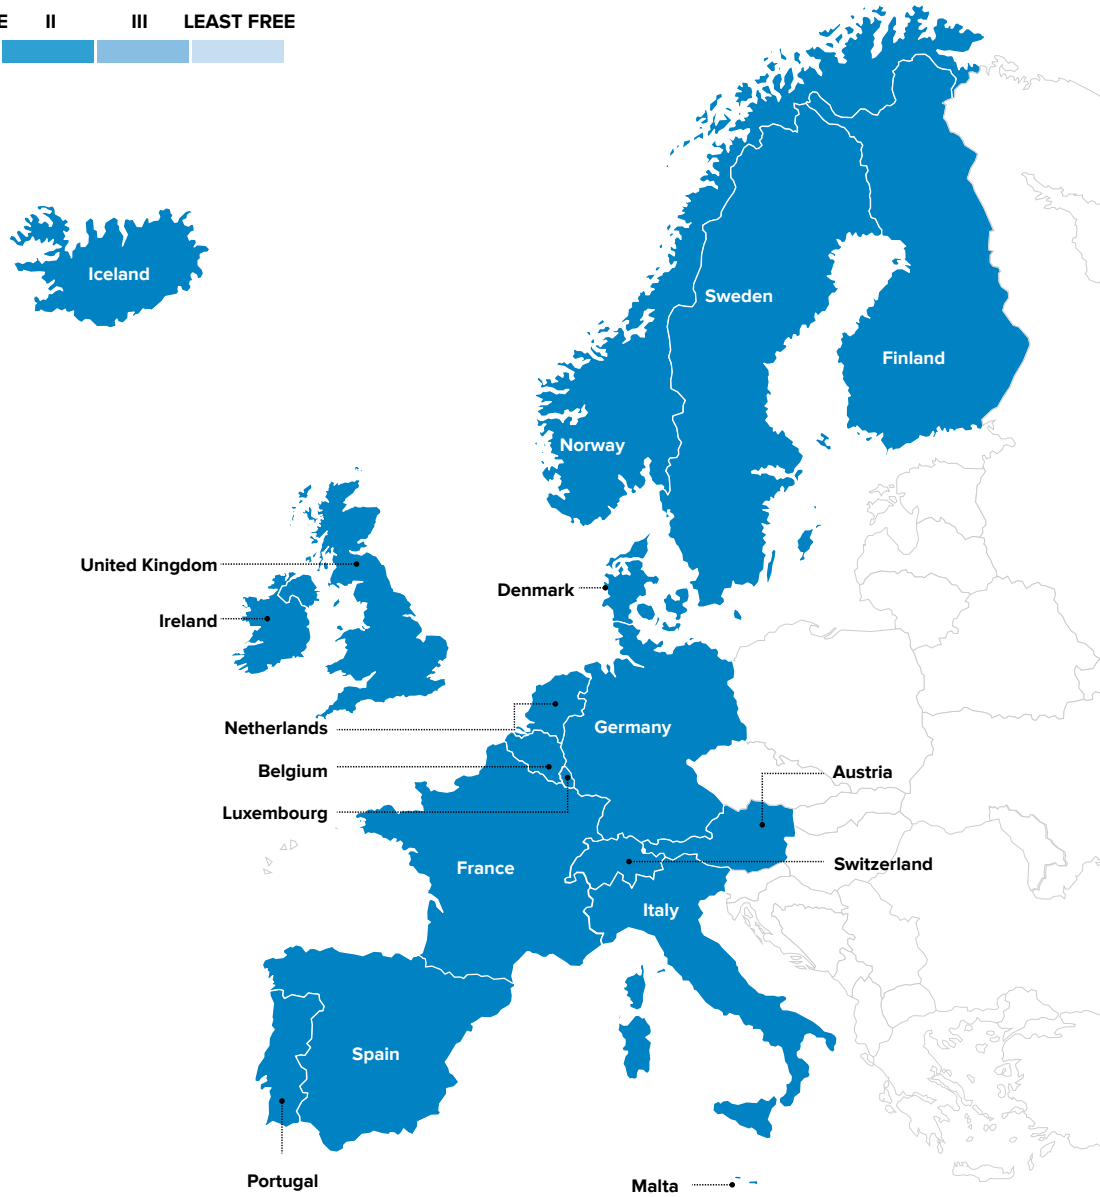 E II III LEAST FREE
Iceland
Sweden
Finland
Norway
United Kingdom
Denmark
Ireland
Netherlands
Germany
Belgium
Austria
Luxembourg
Switzerland
France
Italy
Spain
Portugal
Malta